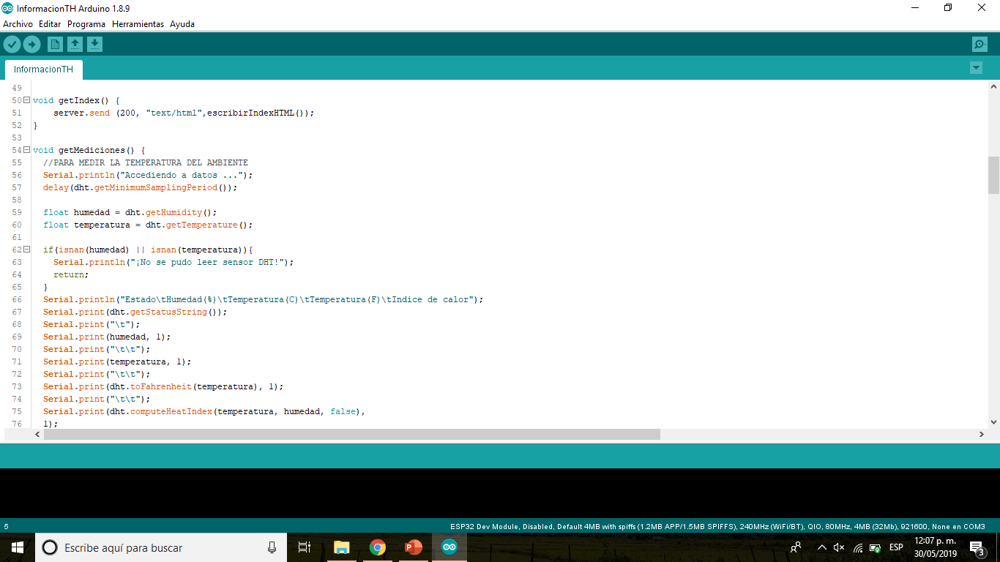 InformacionTH Arduino 1.8.9
Archivo Editar Programa Herramientas Ayuda
InformacionTH
49
50 void getIndex() {
51 server.send (200, "text/html",escribirIndexHTML());
52 }
53
54 void getMediciones() {
55 //PARA MEDIR LA TEMPERATURA DEL AMBIENTE
56 Serial.println("Accediendo a datos ...");
57 delay(dht.getMinimumSamplingPeriod());
58
59 float humedad = dht.getHumidity();
60 float temperatura = dht.getTemperature();
61
62 if(isnan(humedad) || isnan(temperatura)){
63 Serial.println("¡No se pudo leer sensor DHT!");
64 return;
65 }
66 Serial.println("Estado\tHumedad(%)\tTemperatura(C)\tTemperatura(F)\tIndice de calor");
67 Serial.print(dht.getStatusString());
68 Serial.print("\t");
69 Serial.print(humedad, 1);
70 Serial.print("\t\t");
71 Serial.print(temperatura, 1);
72 Serial.print("\t\t");
73 Serial.print(dht.toFahrenheit(temperatura), 1);
74 Serial.print("\t\t");
75 Serial.print(dht.computeHeatIndex(temperatura, humedad, false),
76 1);
5 ESP32 Dev Module, Disabled, Default 4MB with spiffs (1.2MB APP/1.5MB SPIFFS), 240MHz (WiFi/BT), QIO, 80MHz, 4MB (32Mb), 921600, None en COM3
Escribe aquí para buscar
ESP
12:07 p. m.
30/05/2019
3